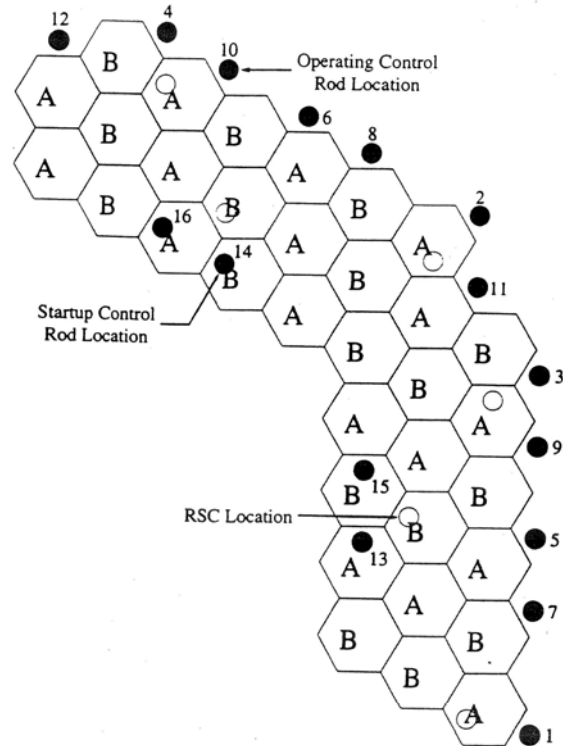 12 4
10
B Operating Control
Rod Location
A A
6
B B 8
A A A
2
B B B
16
A 14 A A
B B
11
Startup Control A A
Rod Location
B B
3
B
A A
9
A
B 15 B
RSC Location
B 5
13
A A
A 7
B B
B
A
1